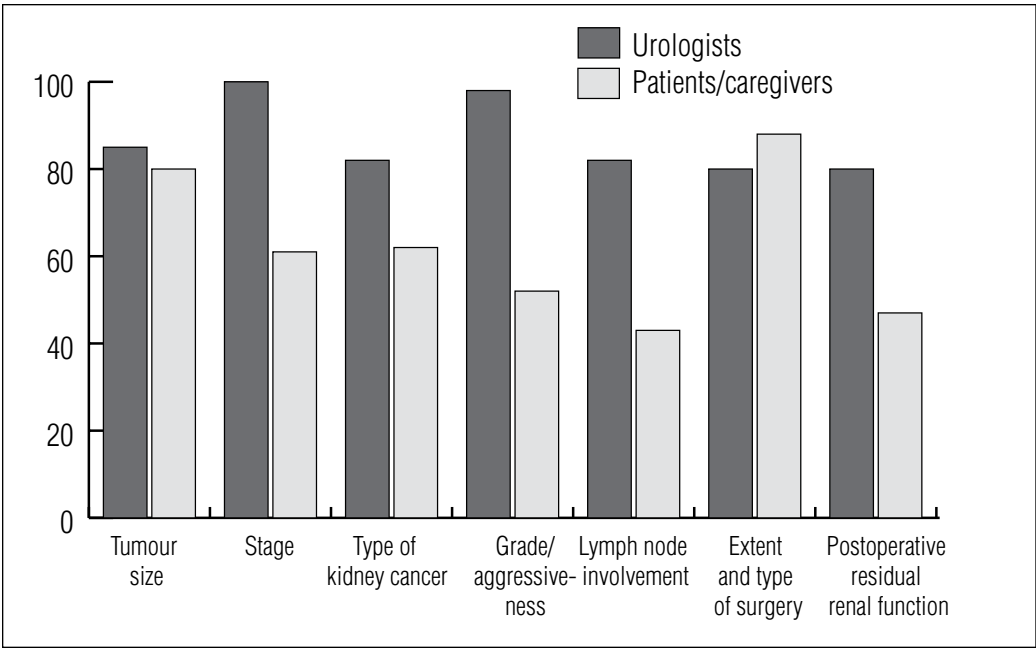 Urologists
Patients/caregivers
100
80
60
40
20
0
Tumour
size
Stage
Type of
kidney cancer
Grade/
aggressive-
ness
Lymph node
involvement
Extent
and type
of surgery
Postoperative
residual
renal function